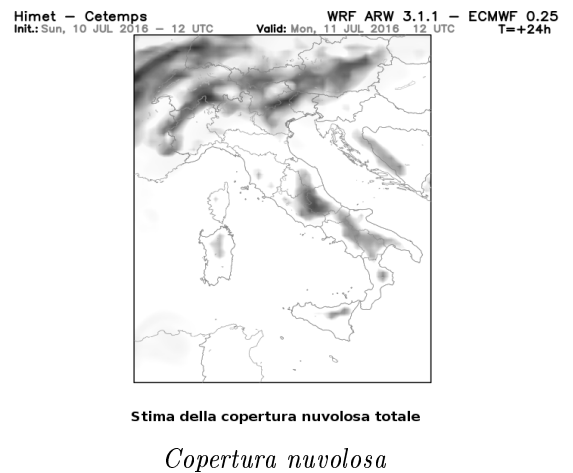 Himet – Cetemps WRF ARW 3.1.1 – ECMWF 0.25
Init.: Sun, 10 JUL 2016 – 12 UTC Valid: Mon, 11 JUL 2016 12 UTC T=+24h
Stima della copertura nuvolosa totale
Copertura nuvolosa